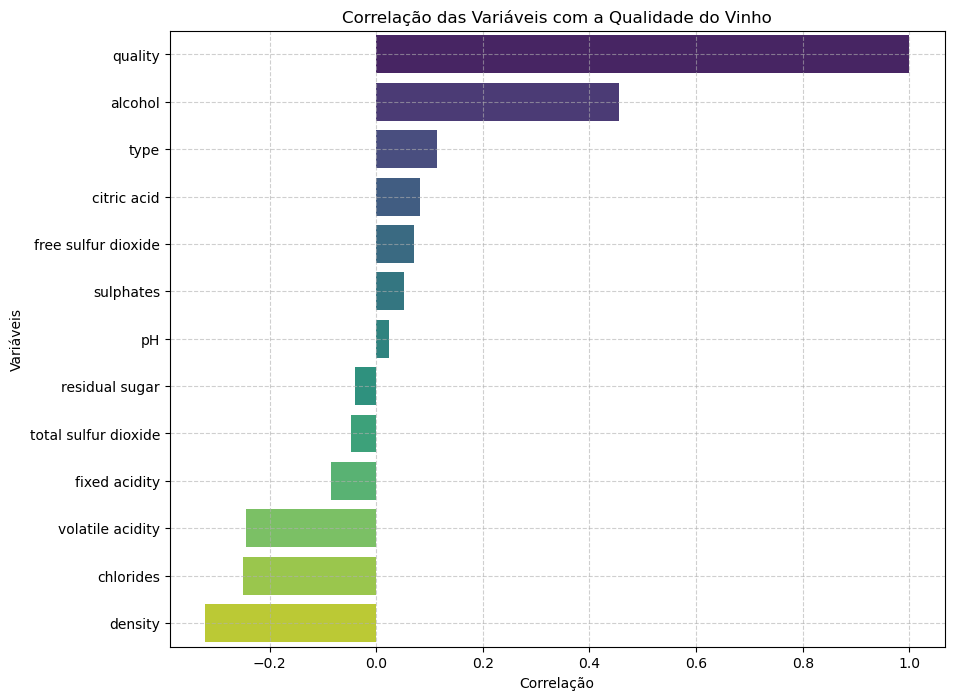 Correlação das Variáveis com a Qualidade do Vinho
Variáveis
quality
alcohol
type
citric acid
free sulfur dioxide
sulphates
pH
residual sugar
total sulfur dioxide
fixed acidity
volatile acidity
chlorides
density
−0.2 0.0 0.2 0.4 0.6 0.8 1.0
Correlação